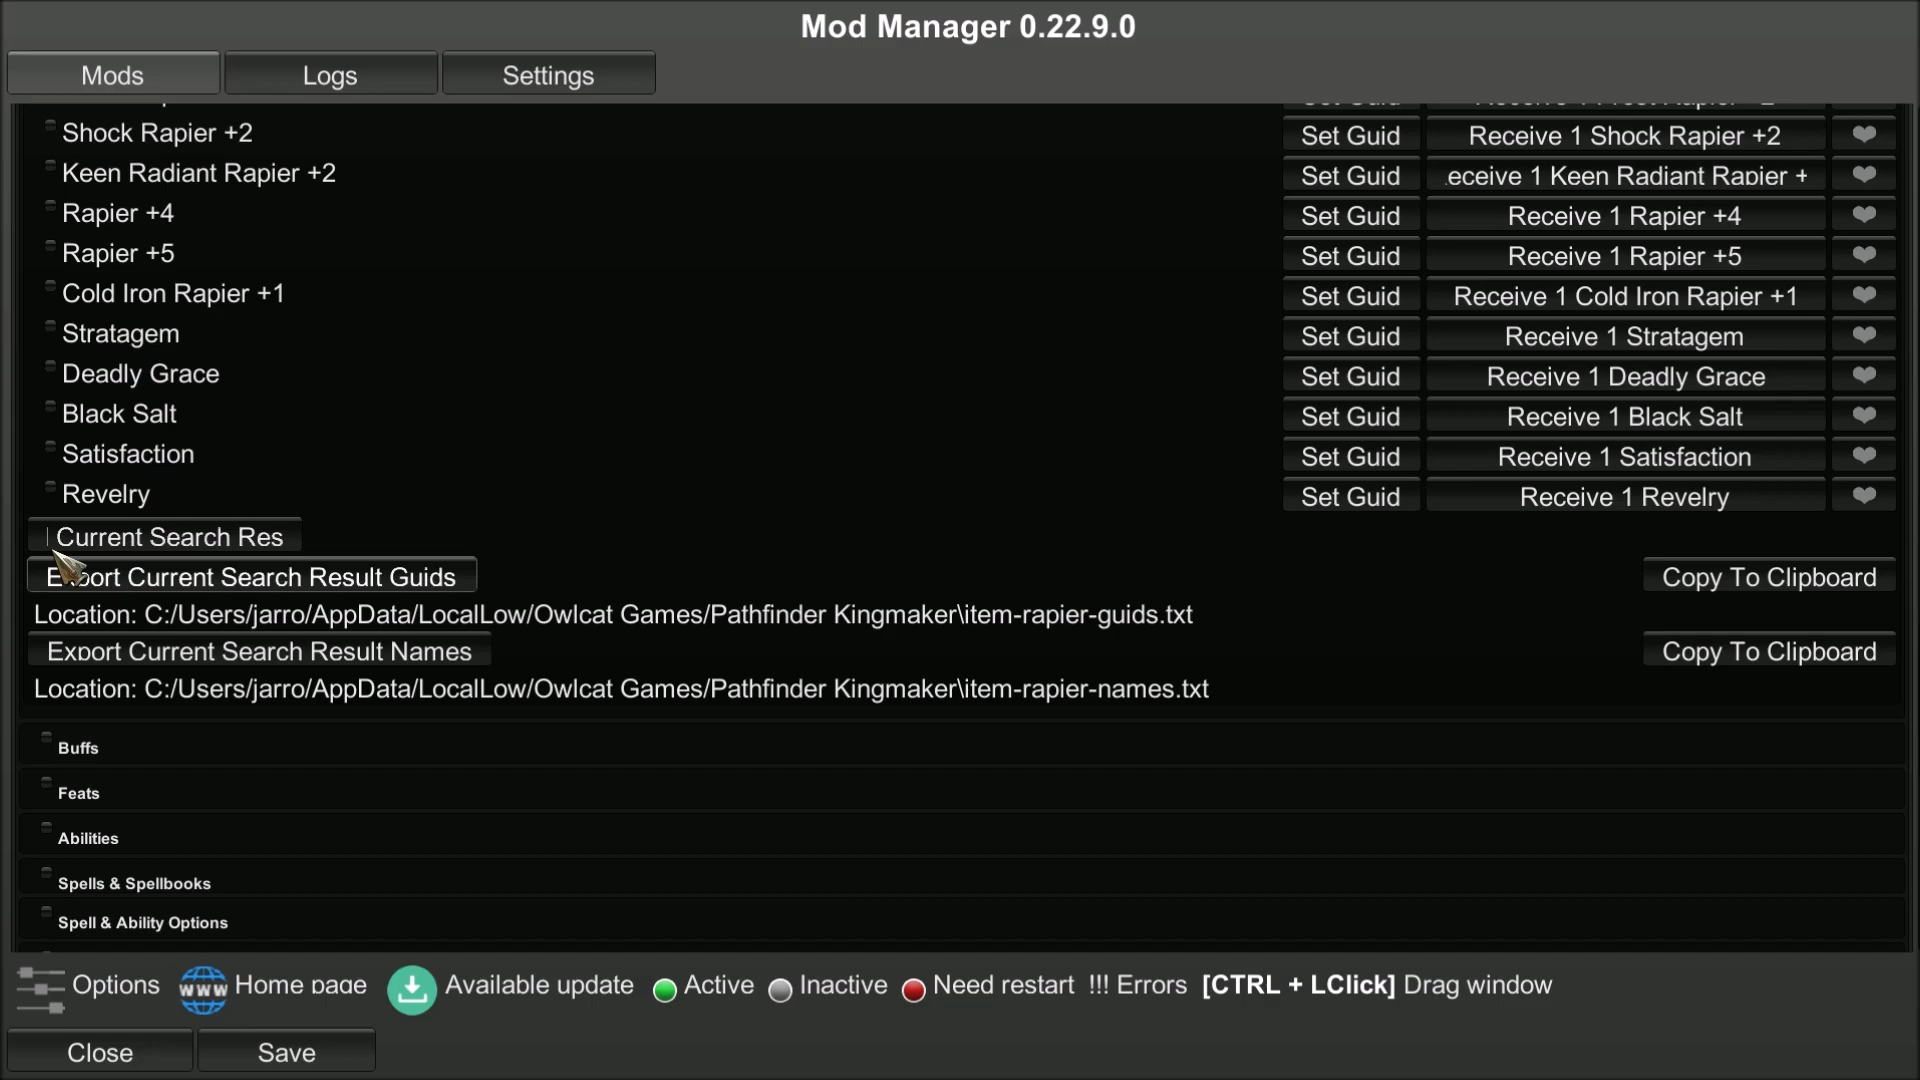 Mod Manager 0.22.9.0
Mods Logs Settings
Shock Rapier +2 Set Guid Receive 1 Shock Rapier +2
Keen Radiant Rapier +2 Set Guid eceive 1 Keen Radiant Rapier +
Rapier +4 Set Guid Receive 1 Rapier +4
Rapier +5 Set Guid Receive 1 Rapier +5
Cold Iron Rapier +1 Set Guid Receive 1 Cold Iron Rapier +1
Stratagem Set Guid Receive 1 Stratagem
Deadly Grace Set Guid Receive 1 Deadly Grace
Black Salt Set Guid Receive 1 Black Salt
Satisfaction Set Guid Receive 1 Satisfaction
Revelry Set Guid Receive 1 Revelry
Current Search Res
Export Current Search Result Guids Copy To Clipboard
Location: C:/Users/jarro/AppData/LocalLow/Owlcat Games/Pathfinder Kingmaker\item-rapier-guids.txt
Export Current Search Result Names Copy To Clipboard
Location: C:/Users/jarro/AppData/LocalLow/Owlcat Games/Pathfinder Kingmaker\item-rapier-names.txt
Buffs
Feats
Abilities
Spells & Spellbooks
Spell & Ability Options
Options www Home page Available update Active Inactive Need restart !!! Errors [CTRL + LClick] Drag window
Close Save